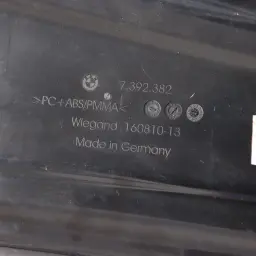 7.392.382
>PC+ABS/PMMA<
Wiegand 160810-13
Made in Germany